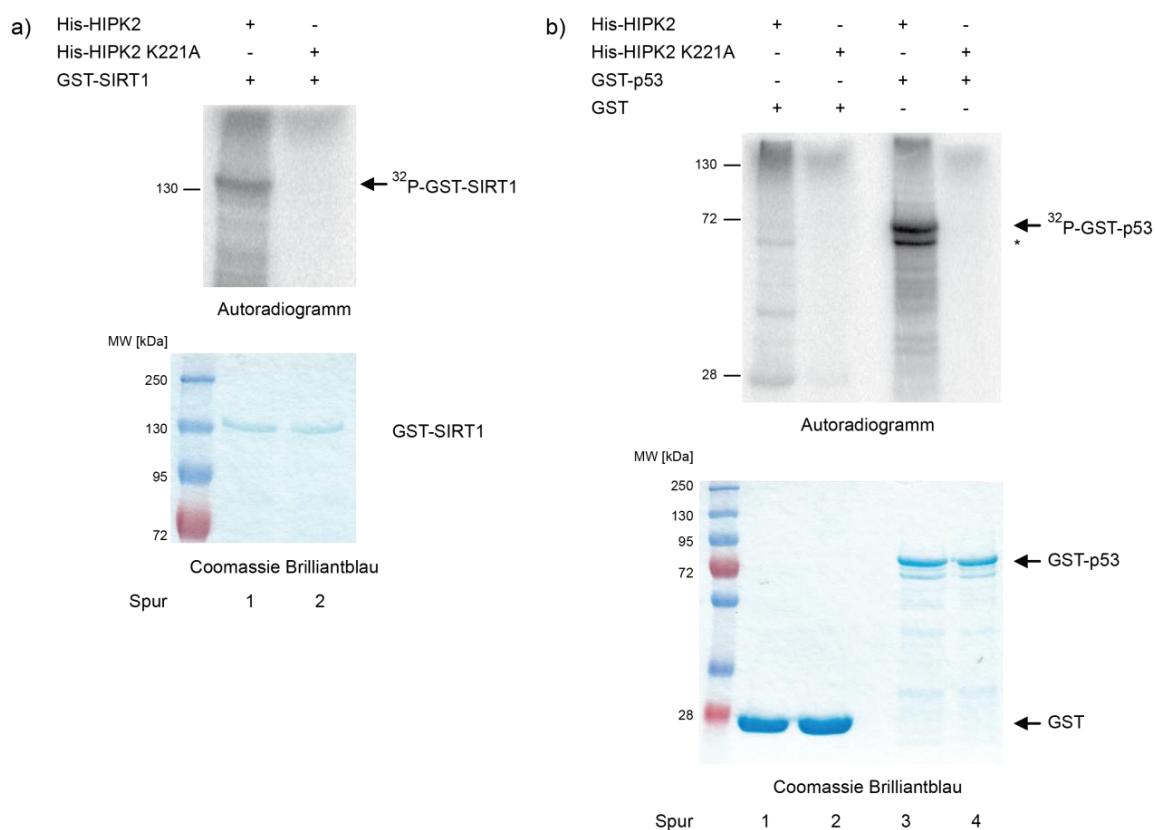 a)
His-HIPK2 + -
His-HIPK2 K221A - +
GST-SIRT1 + +
130
32P-GST-SIRT1
Autoradiogramm
MW [kDa]
250
130
95
72
GST-SIRT1
Coomassie Brilliantblau
Spur 1 2
b)
His-HIPK2 + - + -
His-HIPK2 K221A - + - +
GST-p53 - - + +
GST + + - -
130
72
28
32P-GST-p53
*
Autoradiogramm
MW [kDa]
250
130
95
72
28
GST-p53
GST
Coomassie Brilliantblau
Spur 1 2 3 4